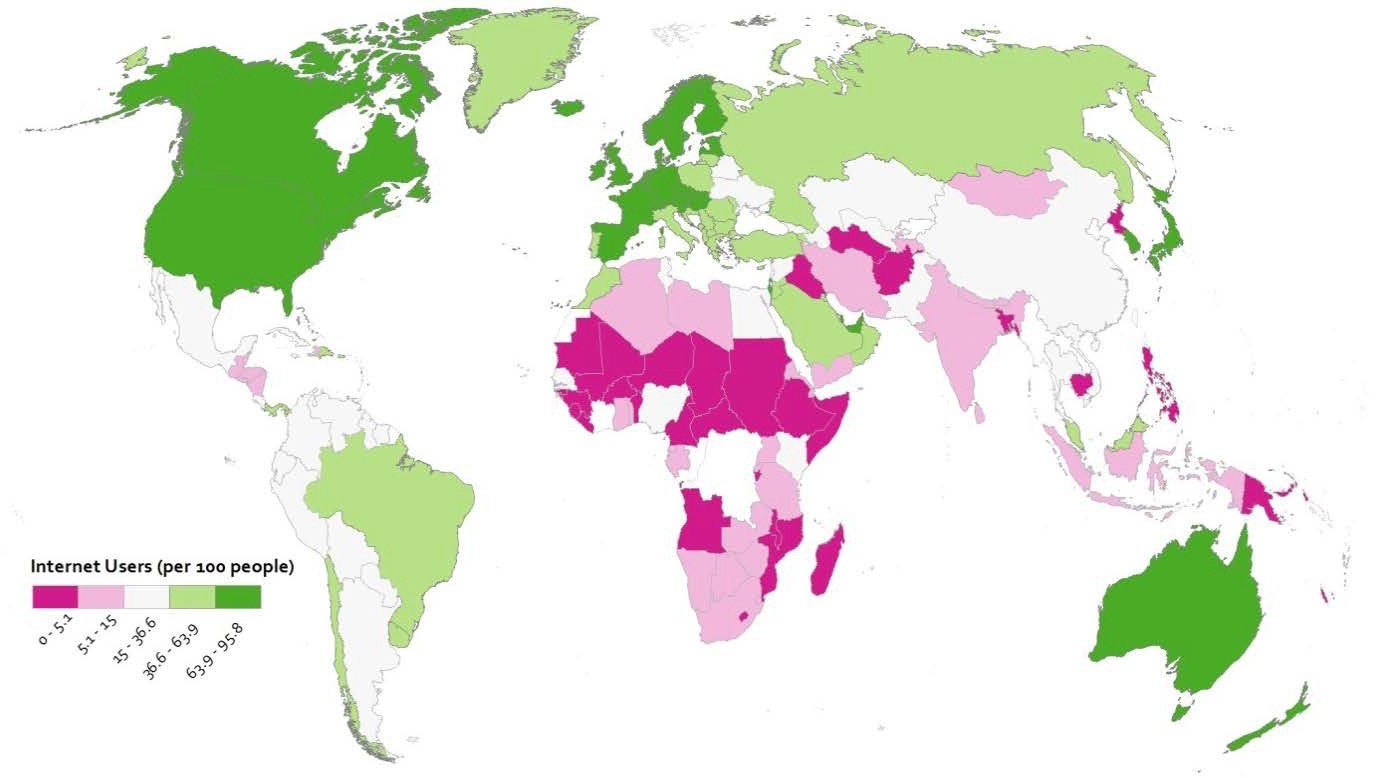 Internet Users (per 100 people)
0 - 5.1
5.1 - 15
15 - 36.6
36.6 - 63.9
63.9 - 95.8